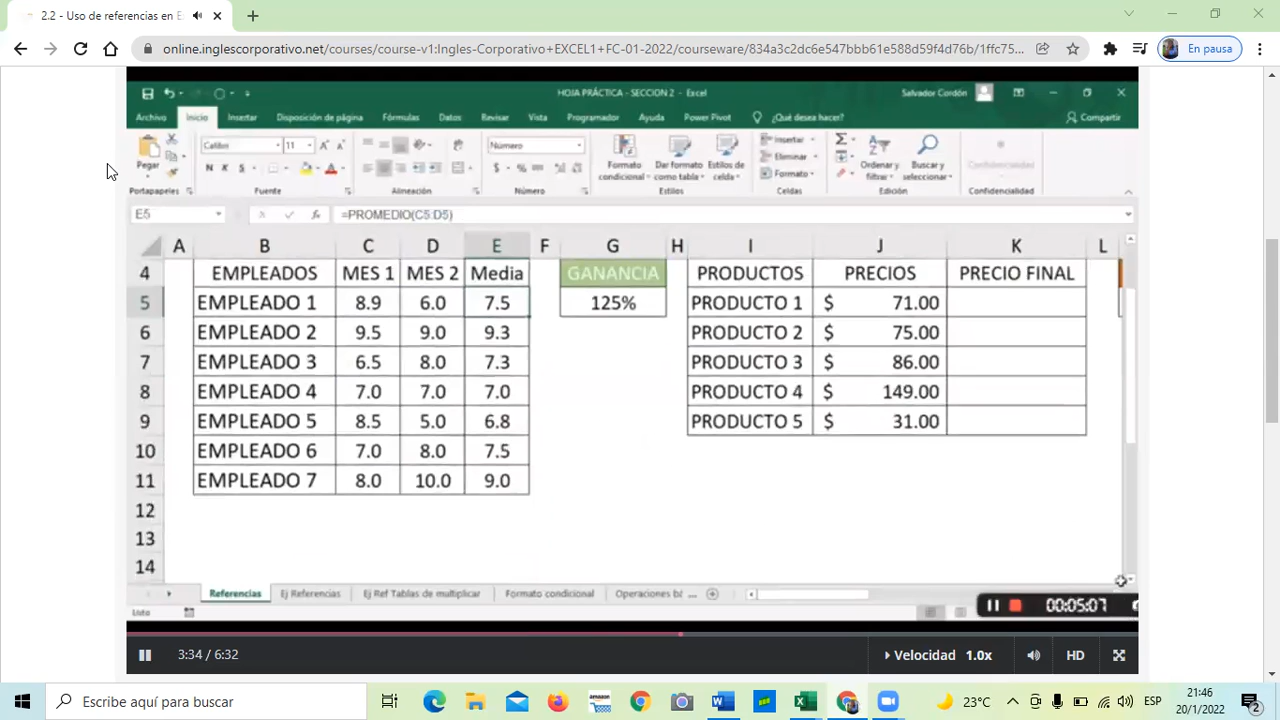 2.2 - Uso de referencias en E
online.inglescorporativo.net/courses/course-v1:Ingles-Corporativo+EXCEL1+FC-01-2022/courseware/834a3c2dc6e547bbb61e588d59f4d76b/1ffc75...
En pausa
HOJA PRÁCTICA - SECCION 2 - Excel
Salvador Cordón
Archivo Inicio Insertar Disposición de página Fórmulas Datos Revisar Vista Programador Ayuda Power Pivot ¿Qué desea hacer? Compartir
Pegar
Calibri 11
N K S
Número
$ % 000
Formato condicional
Dar formato como tabla
Estilos de celda
Insertar
Eliminar
Formato
Ordenar y filtrar
Buscar y seleccionar
Confidencialidad
Portapapeles Fuente Alineación Número Estilos Celdas Edición Confidencialidad
E5 fx =PROMEDIO(C5:D5)
A B C D E F G H I J K L
4 EMPLEADOS MES 1 MES 2 Media GANANCIA PRODUCTOS PRECIOS PRECIO FINAL
5 EMPLEADO 1 8.9 6.0 7.5 125% PRODUCTO 1 $ 71.00
6 EMPLEADO 2 9.5 9.0 9.3 PRODUCTO 2 $ 75.00
7 EMPLEADO 3 6.5 8.0 7.3 PRODUCTO 3 $ 86.00
8 EMPLEADO 4 7.0 7.0 7.0 PRODUCTO 4 $ 149.00
9 EMPLEADO 5 8.5 5.0 6.8 PRODUCTO 5 $ 31.00
10 EMPLEADO 6 7.0 8.0 7.5
11 EMPLEADO 7 8.0 10.0 9.0
12
13
14
Referencias Ej Referencias Ej Ref Tablas de multiplicar Formato condicional Operaciones bá ...
Listo
00:05:07
3:34 / 6:32 Velocidad 1.0x HD
Escribe aquí para buscar
amazon
23°C
ESP
21:46
20/1/2022
2